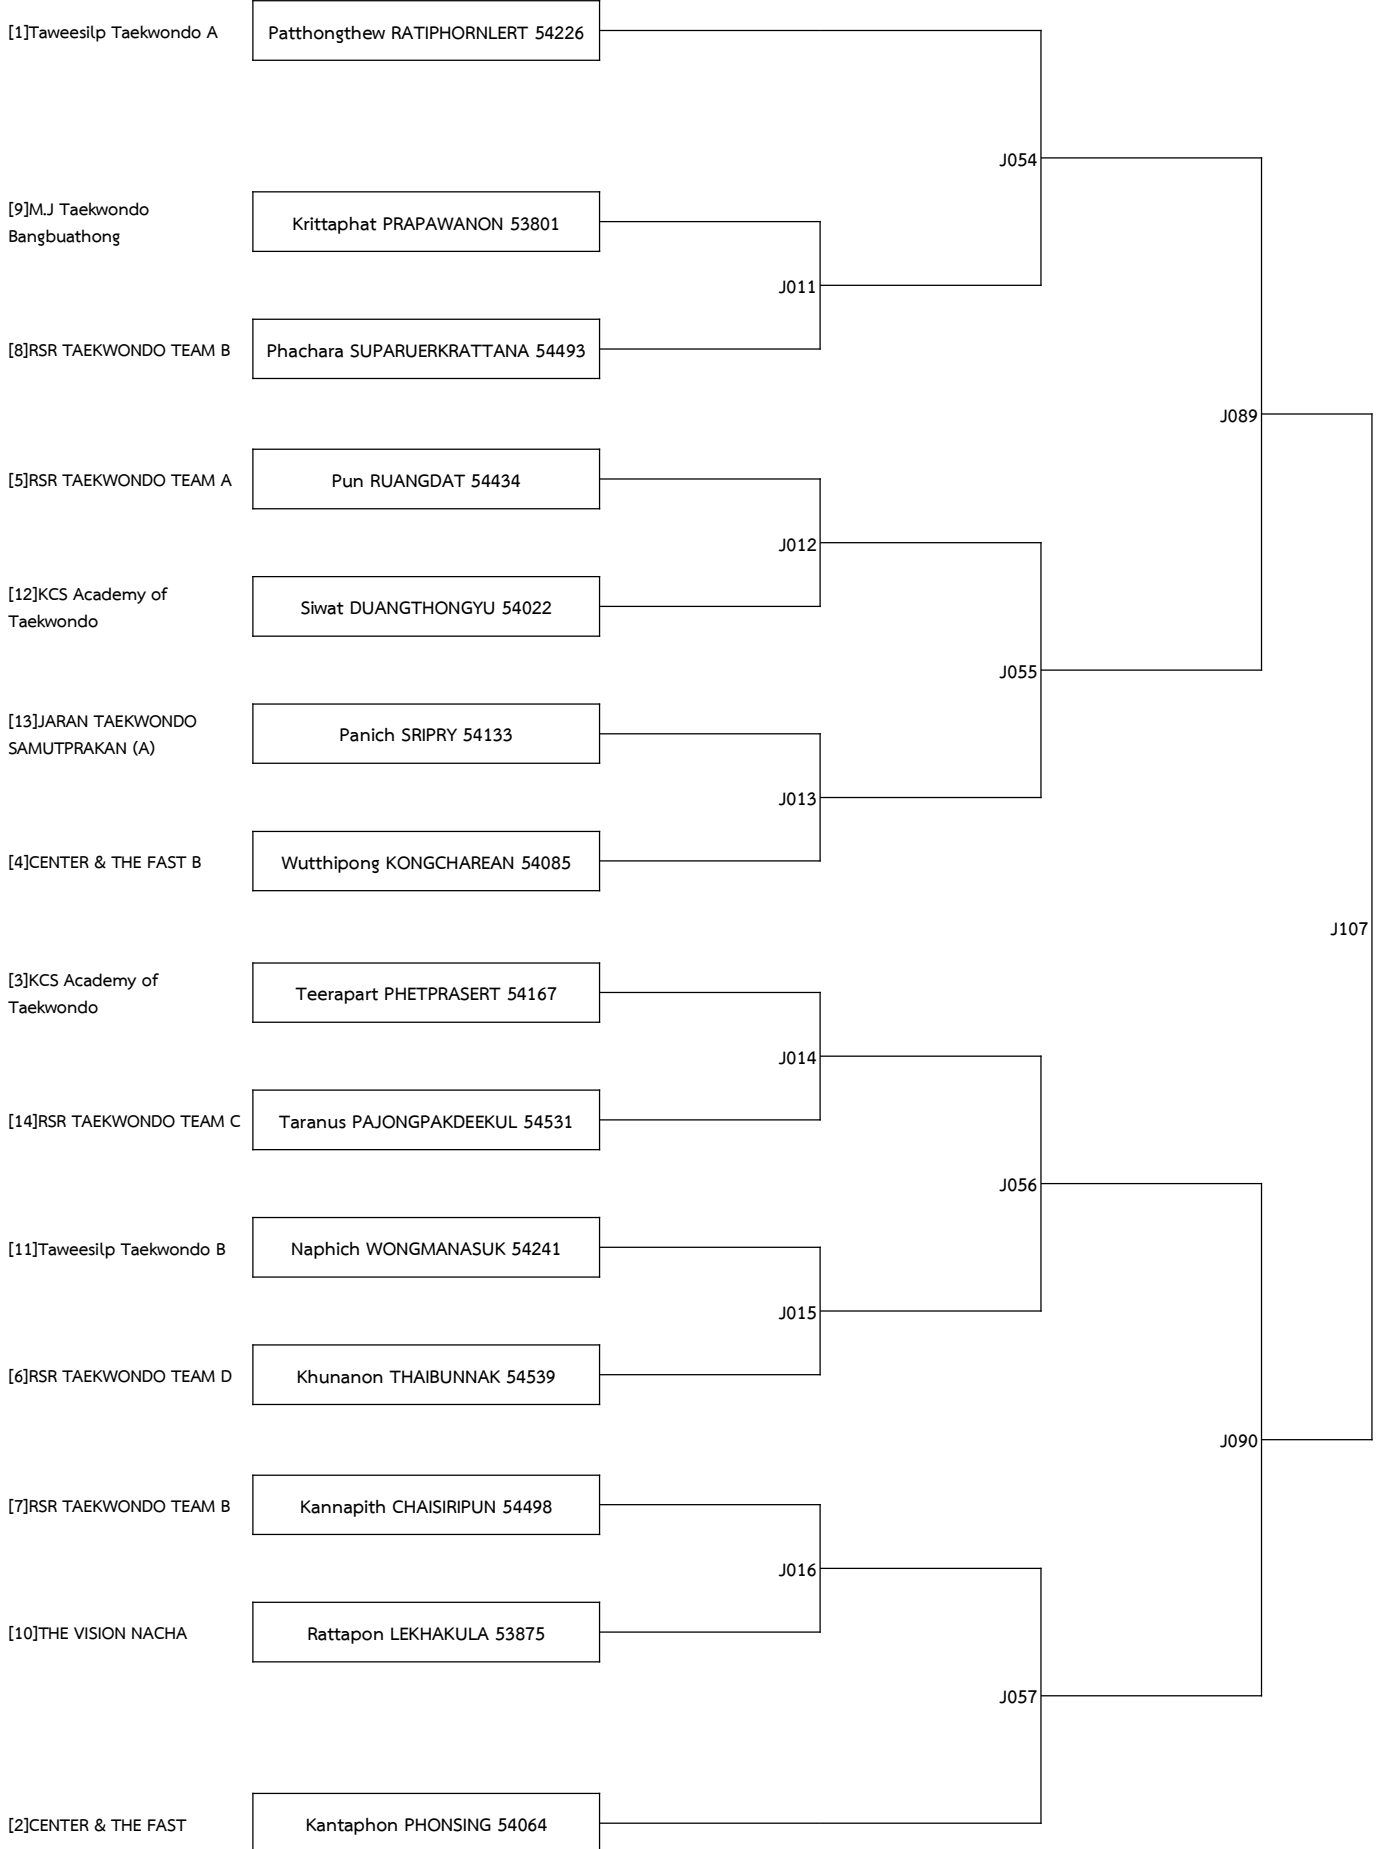 [1]Taweesilp Taekwondo A
Patthongthew RATIPHORNLERT 54226
J054
[9]M.J Taekwondo
Bangbuathong
Krittaphat PRAPAWANON 53801
J011
[8]RSR TAEKWONDO TEAM B
Phachara SUPARUERKRATTANA 54493
J089
[5]RSR TAEKWONDO TEAM A
Pun RUANGDAT 54434
J012
[12]KCS Academy of
Taekwondo
Siwat DUANGTHONGYU 54022
J055
[13]JARAN TAEKWONDO
SAMUTPRAKAN (A)
Panich SRIPRY 54133
J013
[4]CENTER & THE FAST B
Wutthipong KONGCHAREAN 54085
J107
[3]KCS Academy of
Taekwondo
Teerapart PHETPRASERT 54167
J014
[14]RSR TAEKWONDO TEAM C
Taranus PAJONGPAKDEEKUL 54531
J056
[11]Taweesilp Taekwondo B
Naphich WONGMANASUK 54241
J015
[6]RSR TAEKWONDO TEAM D
Khunanon THAIBUNNAK 54539
J090
[7]RSR TAEKWONDO TEAM B
Kannapith CHAISIRIPUN 54498
J016
[10]THE VISION NACHA
Rattapon LEKHAKULA 53875
J057
[2]CENTER & THE FAST
Kantaphon PHONSING 54064